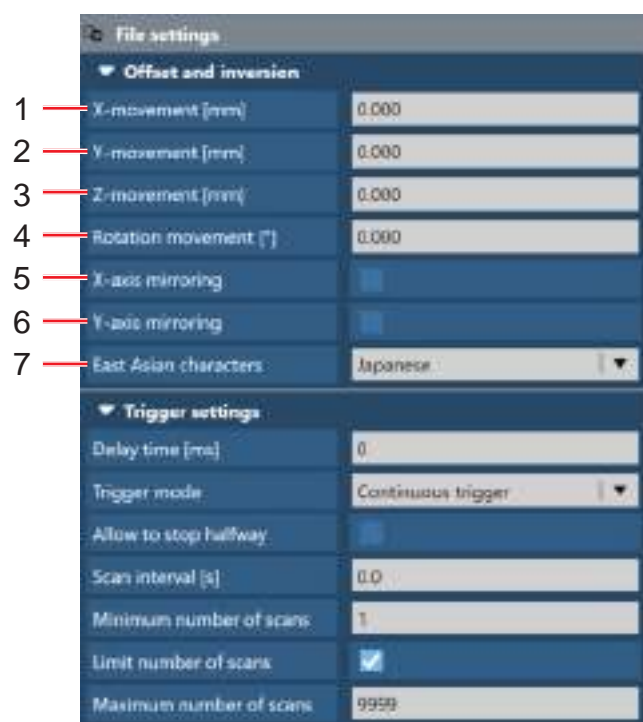 File settings
Offset and inversion
1 X-movement [mm] 0.000
2 Y-movement [mm] 0.000
3 Z-movement [mm] 0.000
4 Rotation movement [°] 0.000
5 X-axis mirroring
6 Y-axis mirroring
7 East Asian characters Japanese
Trigger settings
Delay time [ms] 0
Trigger mode Continuous trigger
Allow to stop halfway
Scan interval [s] 0.0
Minimum number of scans 1
Limit number of scans
Maximum number of scans 9999